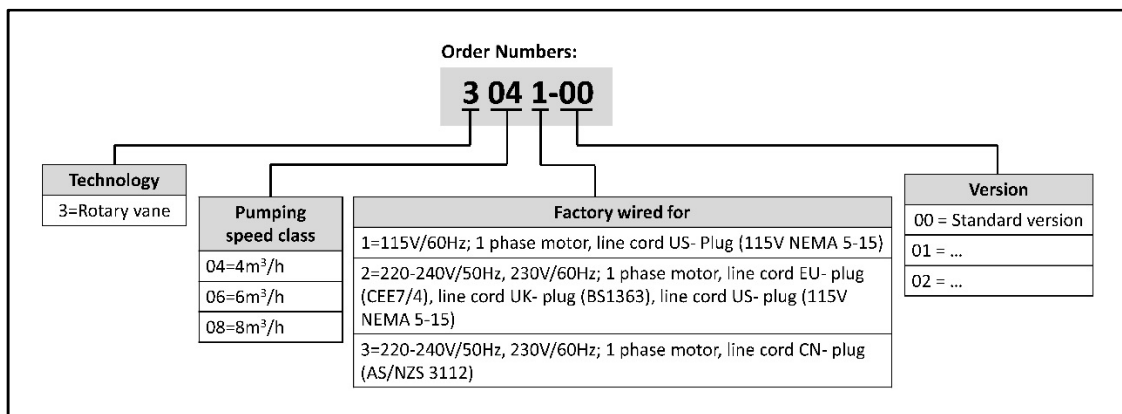 Order Numbers:
3 04 1-00
Technology
3=Rotary vane
Pumping
speed class
04=4m³/h
06=6m³/h
08=8m³/h
Factory wired for
1=115V/60Hz; 1 phase motor, line cord US- Plug (115V NEMA 5-15)
2=220-240V/50Hz, 230V/60Hz; 1 phase motor, line cord EU- plug
(CEE7/4), line cord UK- plug (BS1363), line cord US- plug (115V
NEMA 5-15)
3=220-240V/50Hz, 230V/60Hz; 1 phase motor, line cord CN- plug
(AS/NZS 3112)
Version
00 = Standard version
01 = ...
02 = ...